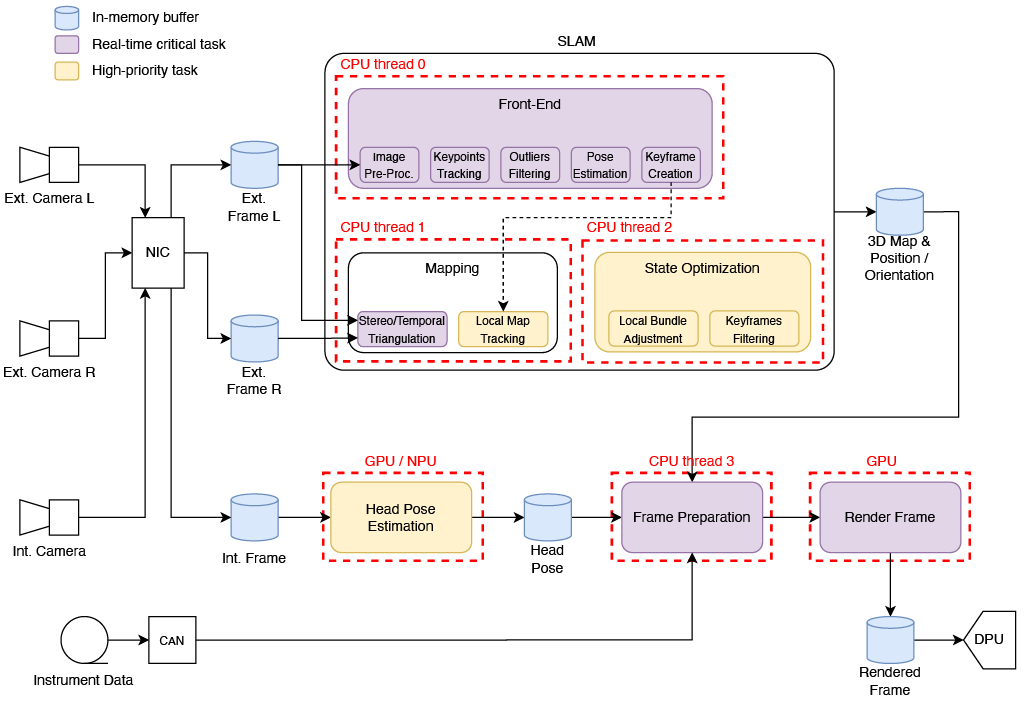 In-memory buffer
Real-time critical task
High-priority task
SLAM
CPU thread 0
Front-End
Image
Pre-Proc.
Keypoints
Tracking
Outliers
Filtering
Pose
Estimation
Keyframe
Creation
Ext. Camera L
Ext.
Frame L
NIC
CPU thread 1
Mapping
Stereo/Temporal
Triangulation
Local Map
Tracking
CPU thread 2
State Optimization
Local Bundle
Adjustment
Keyframes
Filtering
3D Map &
Position /
Orientation
Ext. Camera R
Ext.
Frame R
GPU / NPU
Head Pose
Estimation
CPU thread 3
Frame Preparation
GPU
Render Frame
Int. Camera
Int. Frame
Head
Pose
CAN
Instrument Data
DPU
Rendered
Frame